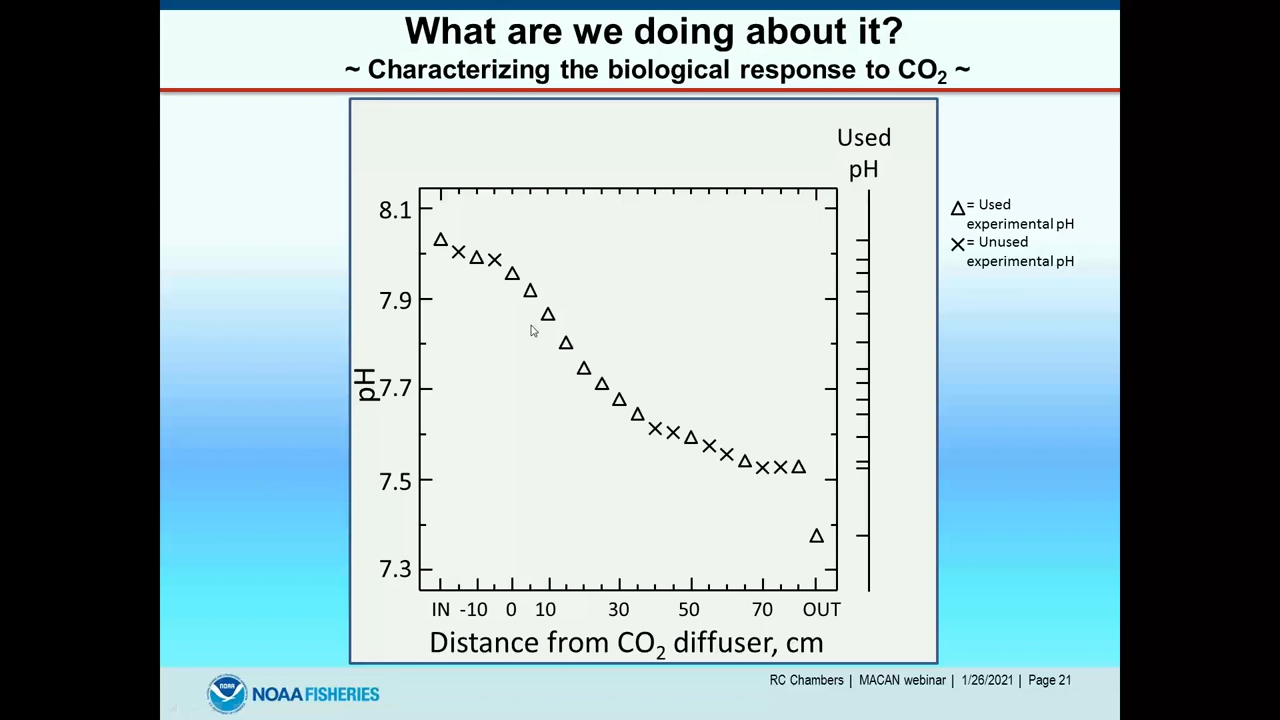 What are we doing about it?
~ Characterizing the biological response to CO₂ ~
Used
pH
8.1
7.9
7.7
7.5
7.3
pH
IN -10 0 10 30 50 70 OUT
Distance from CO₂ diffuser, cm
△ = Used
experimental pH
× = Unused
experimental pH
NOAA
NOAA FISHERIES
RC Chambers | MACAN webinar | 1/26/2021 | Page 21